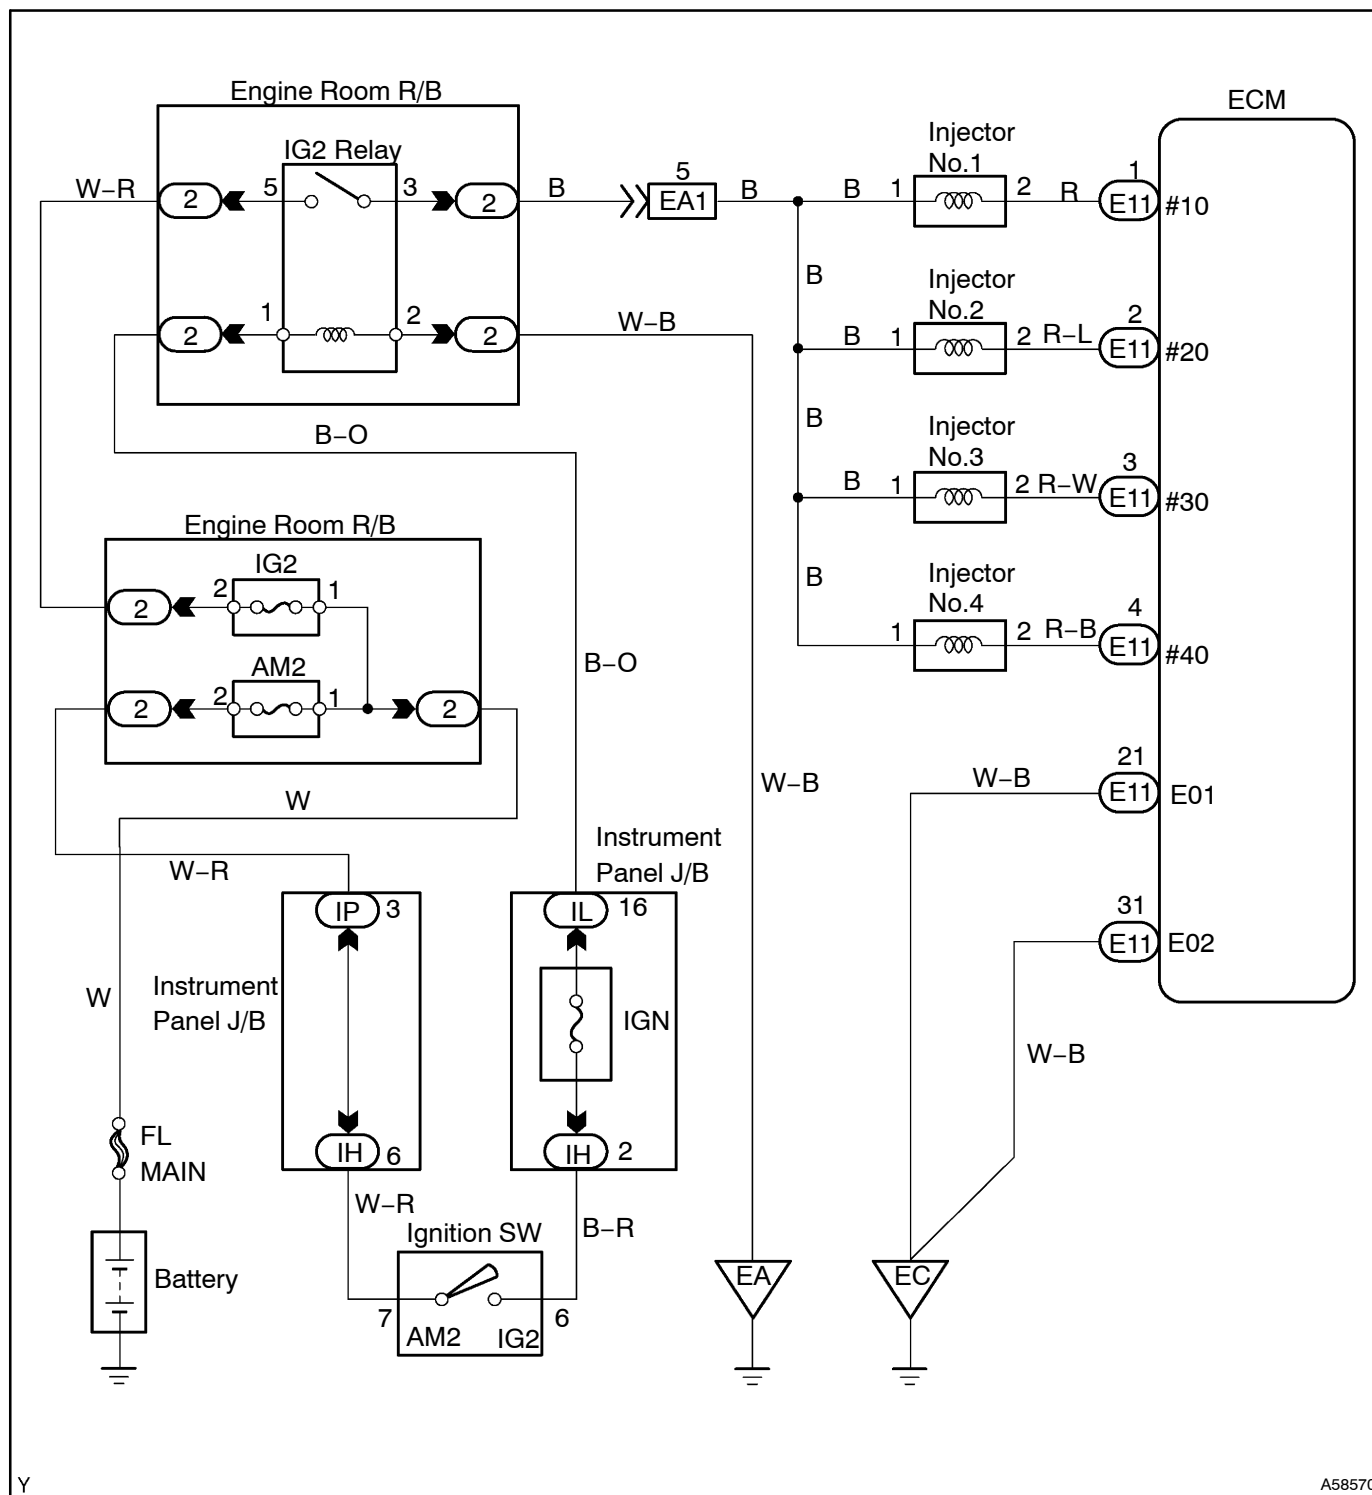 Engine Room R/B
ECM
IG2 Relay
Injector
No.1
W-R
2
5
3
2
B
5
EA1
B
B
1
2
R
1
E11
#10
B
Injector
No.2
2
1
2
2
W-B
B
1
2
R-L
2
E11
#20
B-O
B
Injector
No.3
B
1
2
R-W
3
E11
#30
Engine Room R/B
IG2
2
2
1
B
Injector
No.4
1
2
R-B
4
E11
#40
AM2
2
2
1
2
B-O
W
W-B
21
W-B
E11
E01
W-R
Instrument
Panel J/B
IP
3
IL
16
31
E11
E02
W
Instrument
Panel J/B
IGN
W-B
FL
MAIN
IH
6
IH
2
W-R
Ignition SW
B-R
Battery
7
AM2
IG2
6
EA
EC
Y
A58570